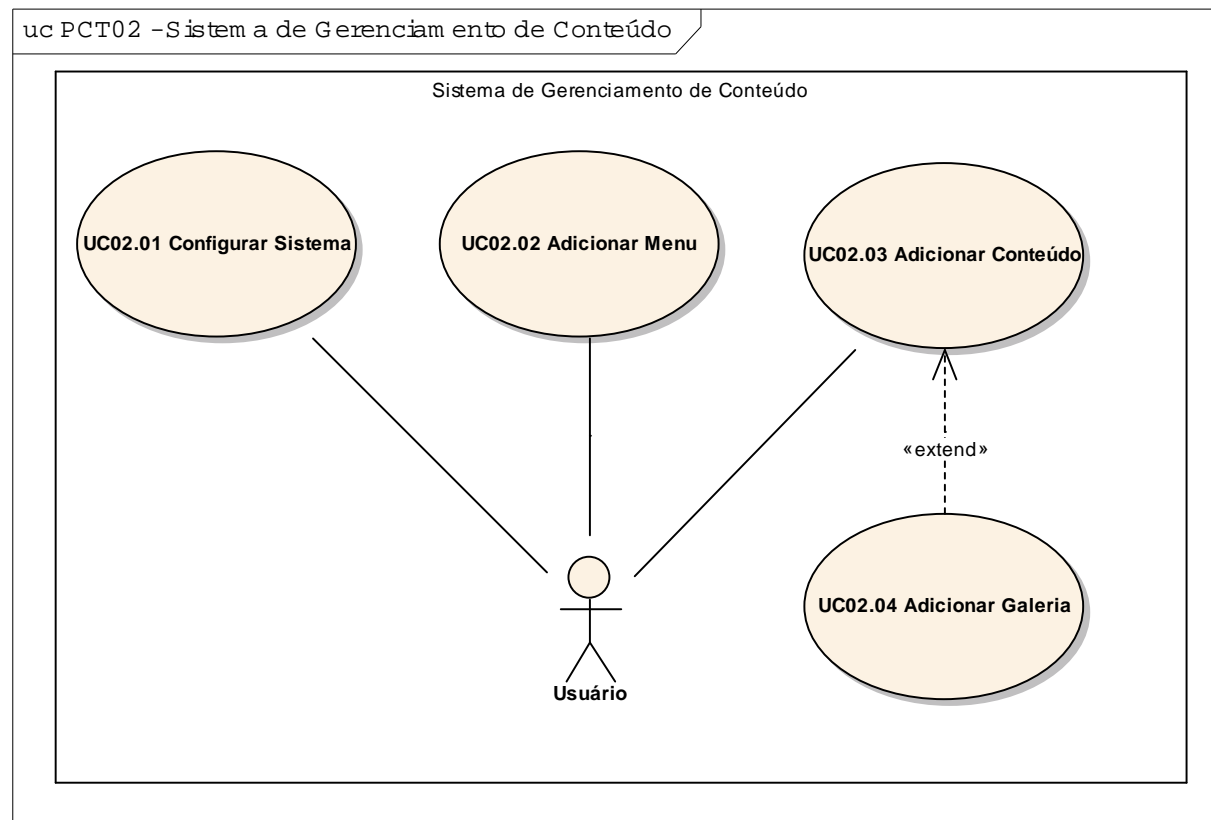 uc PCT02 - Sistema de Gerenciamento de Conteúdo
Sistema de Gerenciamento de Conteúdo
UC02.01 Configurar Sistema
UC02.02 Adicionar Menu
UC02.03 Adicionar Conteúdo
«extend»
UC02.04 Adicionar Galeria
Usuário